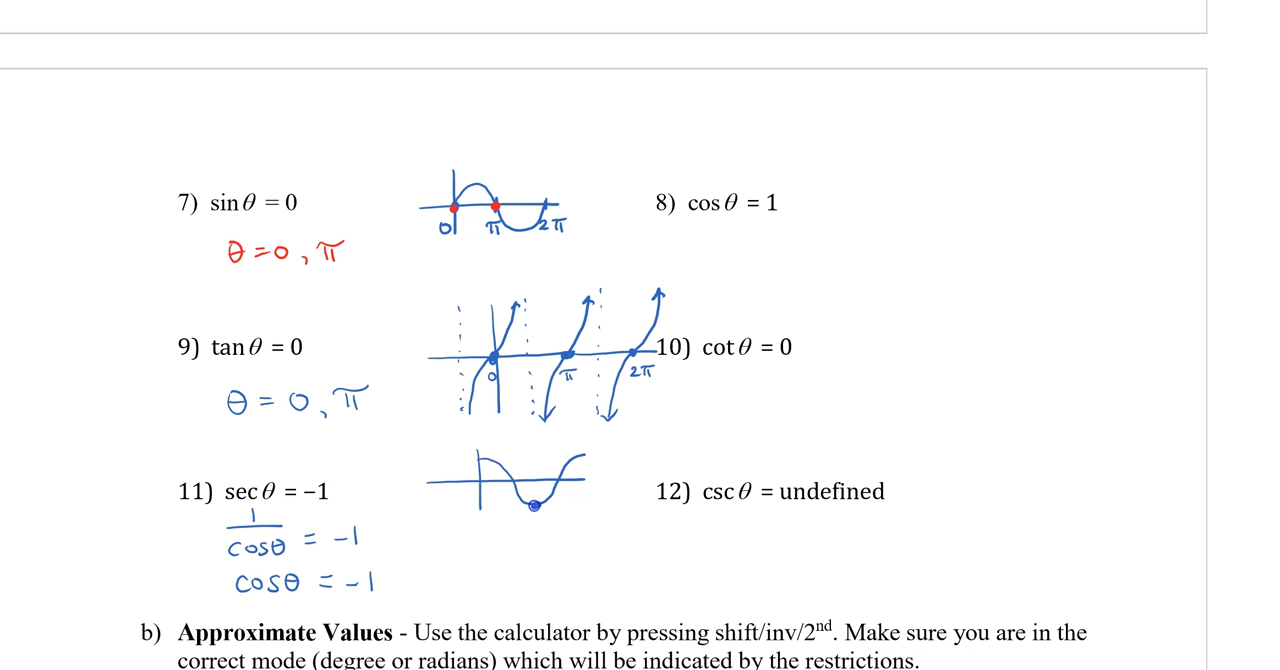 7) sin θ = 0
8) cos θ = 1
0 π 2π
θ = 0, π
9) tan θ = 0
10) cot θ = 0
0 π 2π
θ = 0, π
11) sec θ = −1
12) csc θ = undefined
1/cosθ = −1
cosθ = −1
b) Approximate Values - Use the calculator by pressing shift/inv/2nd. Make sure you are in the
correct mode (degree or radians) which will be indicated by the restrictions.